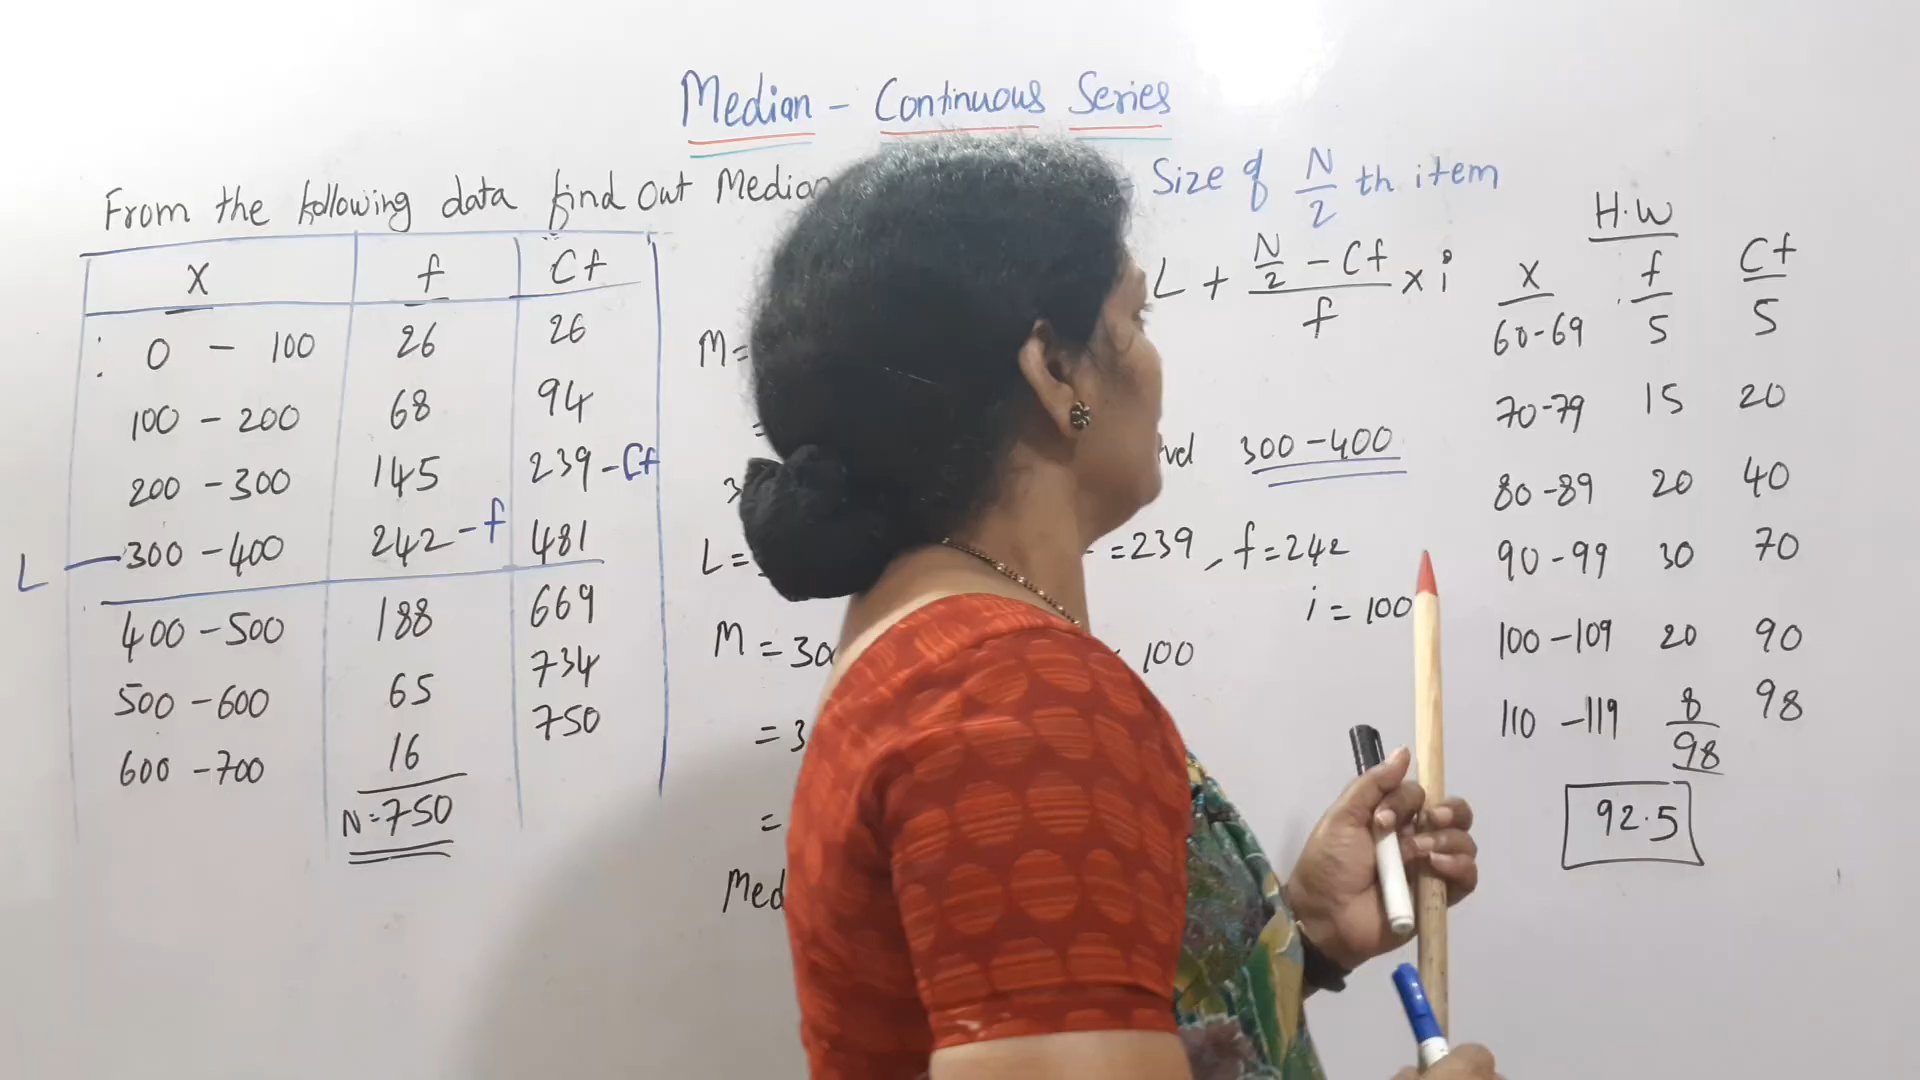 Median - Continuous Series
From the following data find out Median
Size of N/2 th item
X f Cf
0 - 100 26 26
100 - 200 68 94
200 - 300 145 239 - Cf
L - 300 - 400 242 - f 481
400 - 500 188 669
500 - 600 65 734
600 - 700 16 750
N = 750
M =
L + N/2 - Cf / f x i
300 - 400
L =
= 239, f = 242
i = 100
M = 300
100
= 3
=
Med
H.W
X f Cf
60-69 5 5
70-79 15 20
80-89 20 40
90-99 30 70
100-109 20 90
110-119 8 98
98
92.5